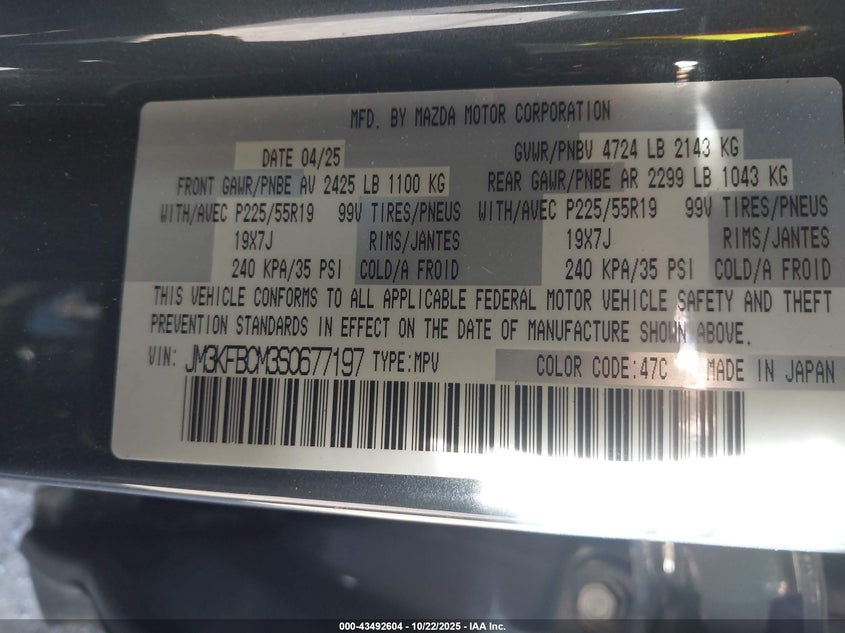 MFD. BY MAZDA MOTOR CORPORATION
DATE 04/25 GVWR/PNBV 4724 LB 2143 KG
FRONT GAWR/PNBE AV 2425 LB 1100 KG REAR GAWR/PNBE AR 2299 LB 1043 KG
WITH/AVEC P225/55R19 99V TIRES/PNEUS WITH/AVEC P225/55R19 99V TIRES/PNEUS
19X7J RIMS/JANTES 19X7J RIMS/JANTES
240 KPA/35 PSI COLD/A FROID 240 KPA/35 PSI COLD/A FROID
THIS VEHICLE CONFORMS TO ALL APPLICABLE FEDERAL MOTOR VEHICLE SAFETY AND THEFT
PREVENTION STANDARDS IN EFFECT ON THE DATE OF MANUFACTURE SHOWN ABOVE.
VIN: JM3KFBCM3S0677197 TYPE:MPV COLOR CODE:47C MADE IN JAPAN
000-43492604 - 10/22/2025 - IAA Inc.